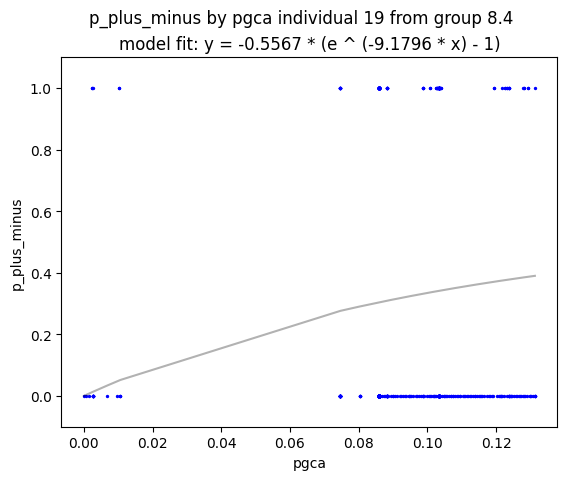 p_plus_minus by pgca individual 19 from group 8.4
model fit: y = -0.5567 * (e ^ (-9.1796 * x) - 1)
1.0
0.8
0.6
0.4
0.2
0.0
p_plus_minus
0.00 0.02 0.04 0.06 0.08 0.10 0.12
pgca